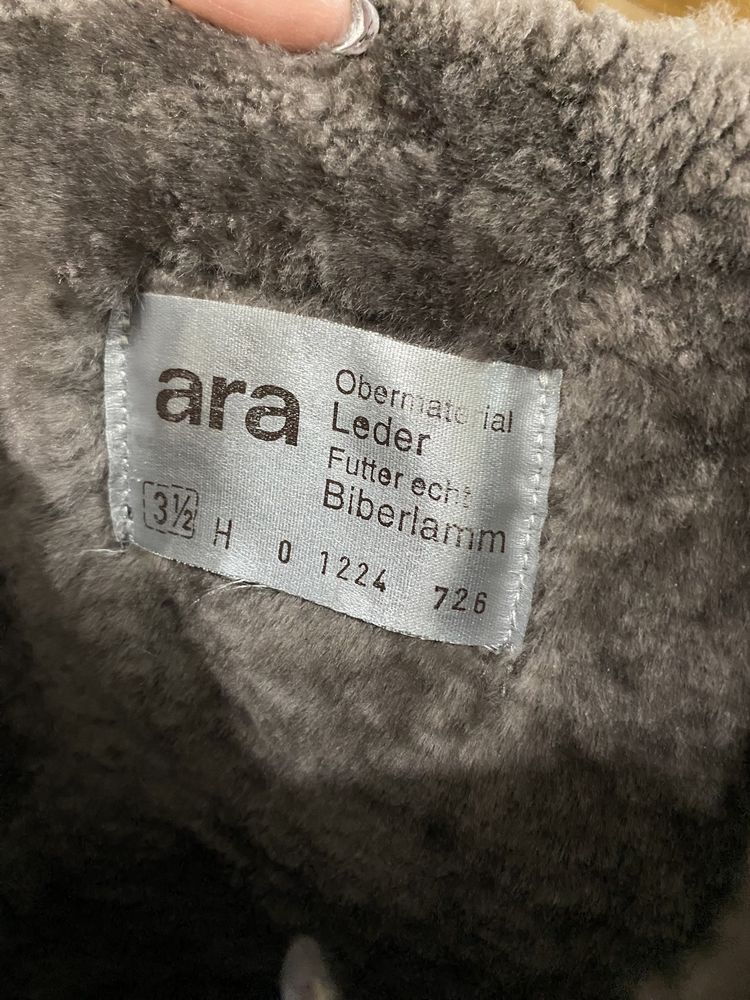 ara
Obermaterial
Leder
Futter echt
Biberlamm
3½ H 0 1224 726